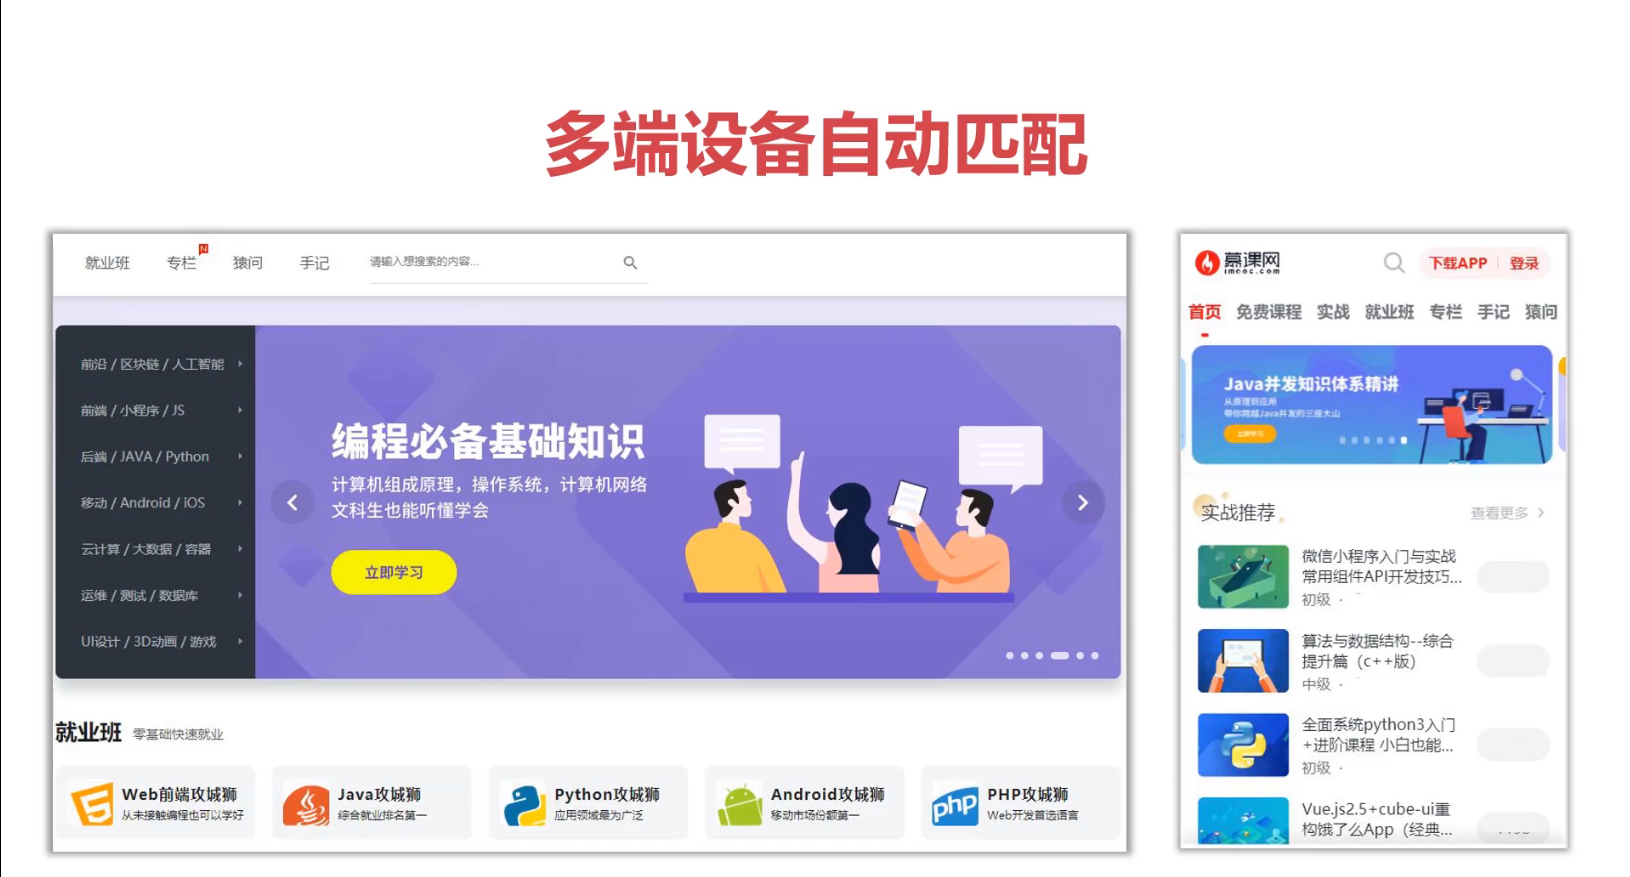 多端设备自动匹配
就业班 专栏 N 猿问 手记 请输入想搜索的内容...
前沿 / 区块链 / 人工智能
前端 / 小程序 / JS
后端 / JAVA / Python
移动 / Android / iOS
云计算 / 大数据 / 容器
运维 / 测试 / 数据库
UI设计 / 3D动画 / 游戏
编程必备基础知识
计算机组成原理，操作系统，计算机网络
文科生也能听懂学会
立即学习
就业班 零基础快速就业
Web前端攻城狮
从未接触编程也可以学好
Java攻城狮
综合就业排名第一
Python攻城狮
应用领域最为广泛
Android攻城狮
移动市场份额第一
php
PHP攻城狮
Web开发首选语言
慕课网
imooc.com
下载APP 登录
首页 免费课程 实战 就业班 专栏 手记 猿问
Java并发知识体系精讲
从原理到应用
带你跨越Java并发的三座大山
立即学习
实战推荐 查看更多
微信小程序入门与实战
常用组件API开发技巧...
初级 ·
算法与数据结构--综合
提升篇（c++版）
中级 ·
全面系统python3入门
+进阶课程 小白也能...
初级 ·
Vue.js2.5+cube-ui重
构饿了么App（经典...